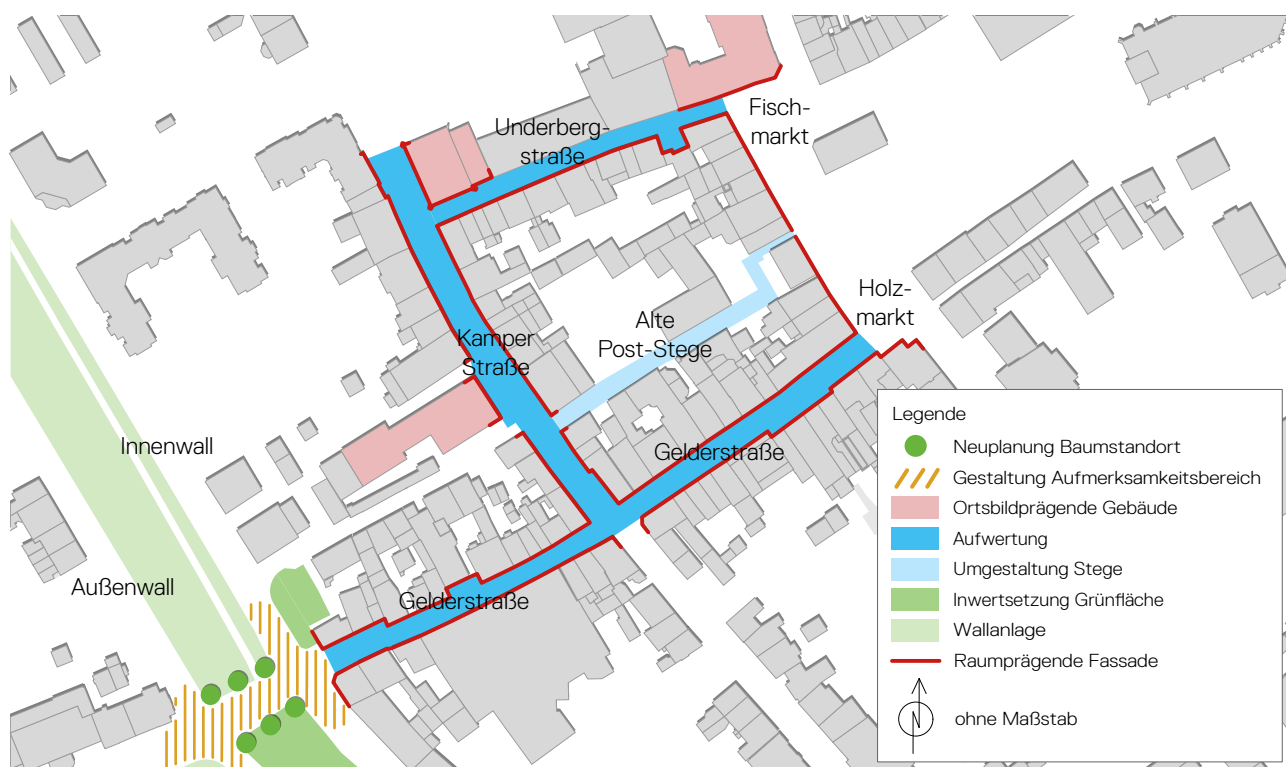 Fisch-
markt
Underberg-
straße
Holz-
markt
Alte
Post-Stege
Kamper
Straße
Innenwall
Gelderstraße
Außenwall
Gelderstraße
Legende
Neuplanung Baumstandort
Gestaltung Aufmerksamkeitsbereich
Ortsbildprägende Gebäude
Aufwertung
Umgestaltung Stege
Inwertsetzung Grünfläche
Wallanlage
Raumprägende Fassade
N
ohne Maßstab